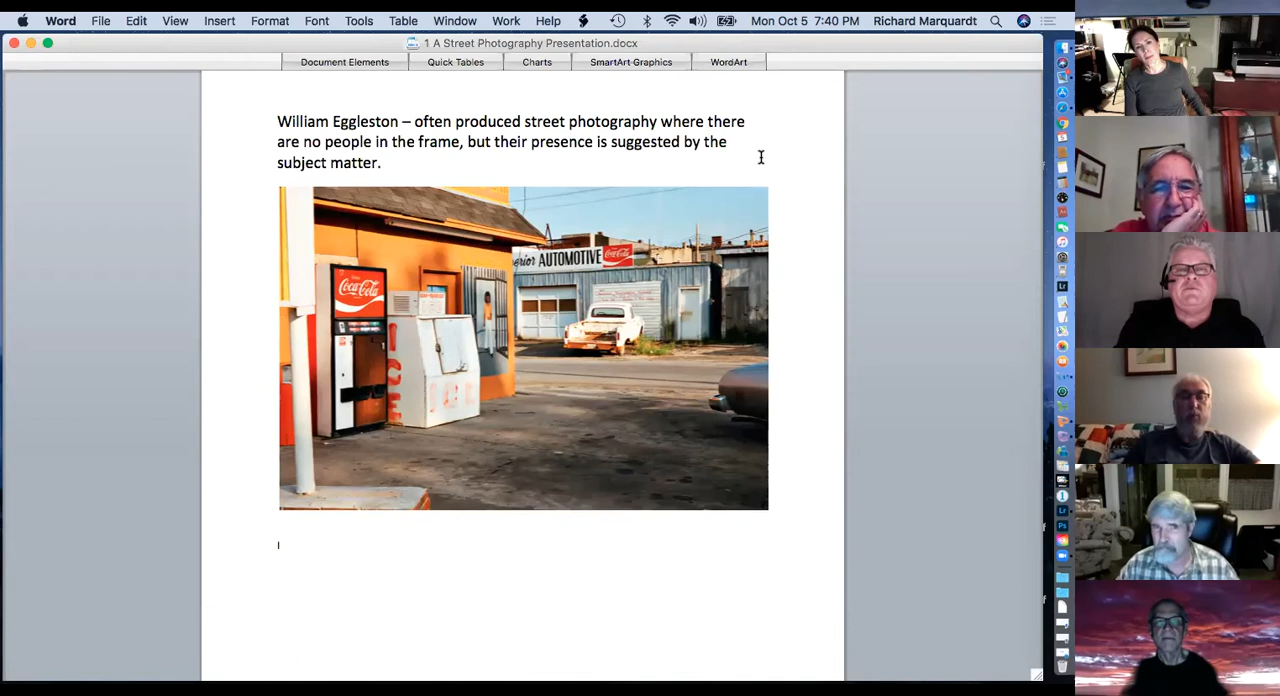 Word File Edit View Insert Format Font Tools Table Window Work Help Mon Oct 5 7:40 PM Richard Marquardt
1 A Street Photography Presentation.docx
Document Elements Quick Tables Charts SmartArt Graphics WordArt
William Eggleston – often produced street photography where there
are no people in the frame, but their presence is suggested by the
subject matter.
AUTOMOTIVE
Coca-Cola
Coca-Cola
ICE
ICE